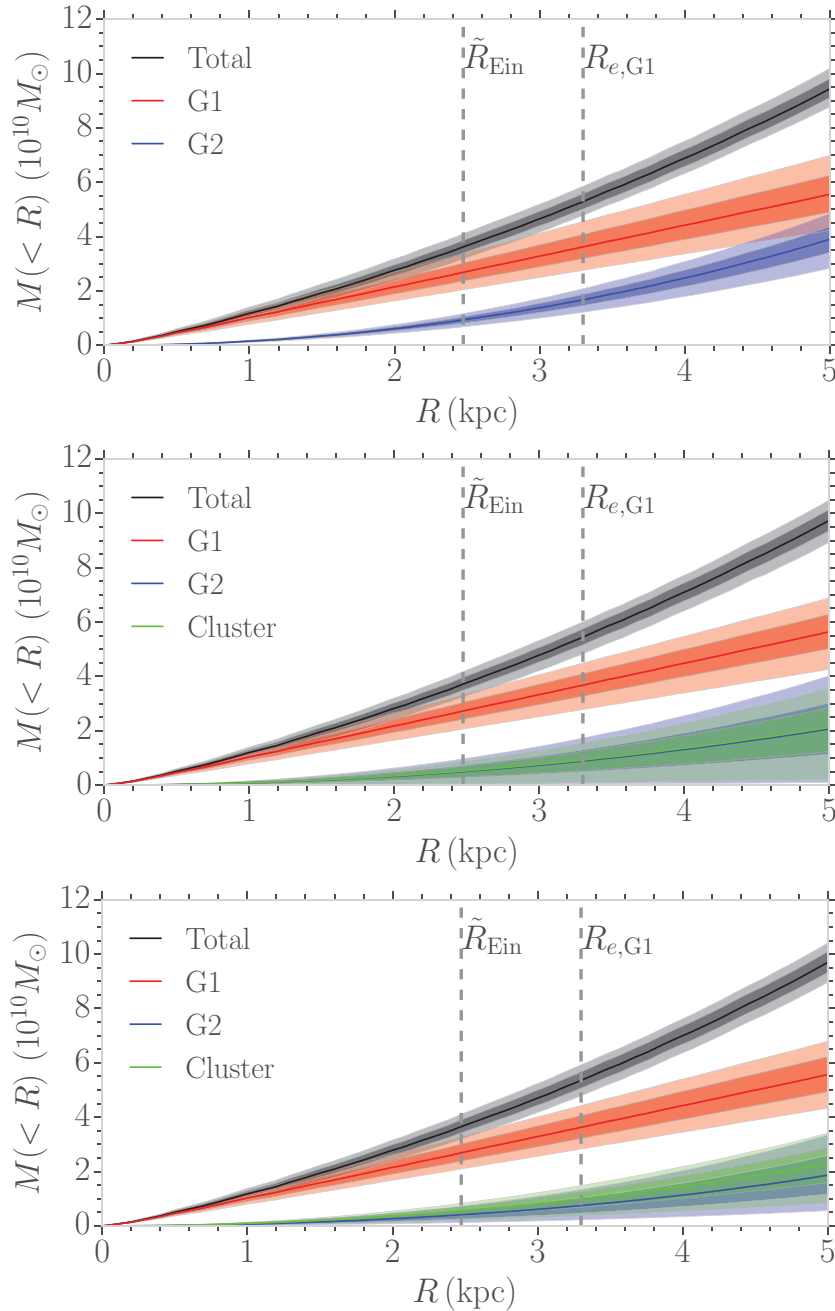 12
10
8
6
4
2
0
M(< R) (10^{10} M_⊙)
Total
G1
G2
R̃_Ein
R_{e,G1}
0 1 2 3 4 5
R (kpc)
12
10
8
6
4
2
0
M(< R) (10^{10} M_⊙)
Total
G1
G2
Cluster
R̃_Ein
R_{e,G1}
0 1 2 3 4 5
R (kpc)
12
10
8
6
4
2
0
M(< R) (10^{10} M_⊙)
Total
G1
G2
Cluster
R̃_Ein
R_{e,G1}
0 1 2 3 4 5
R (kpc)